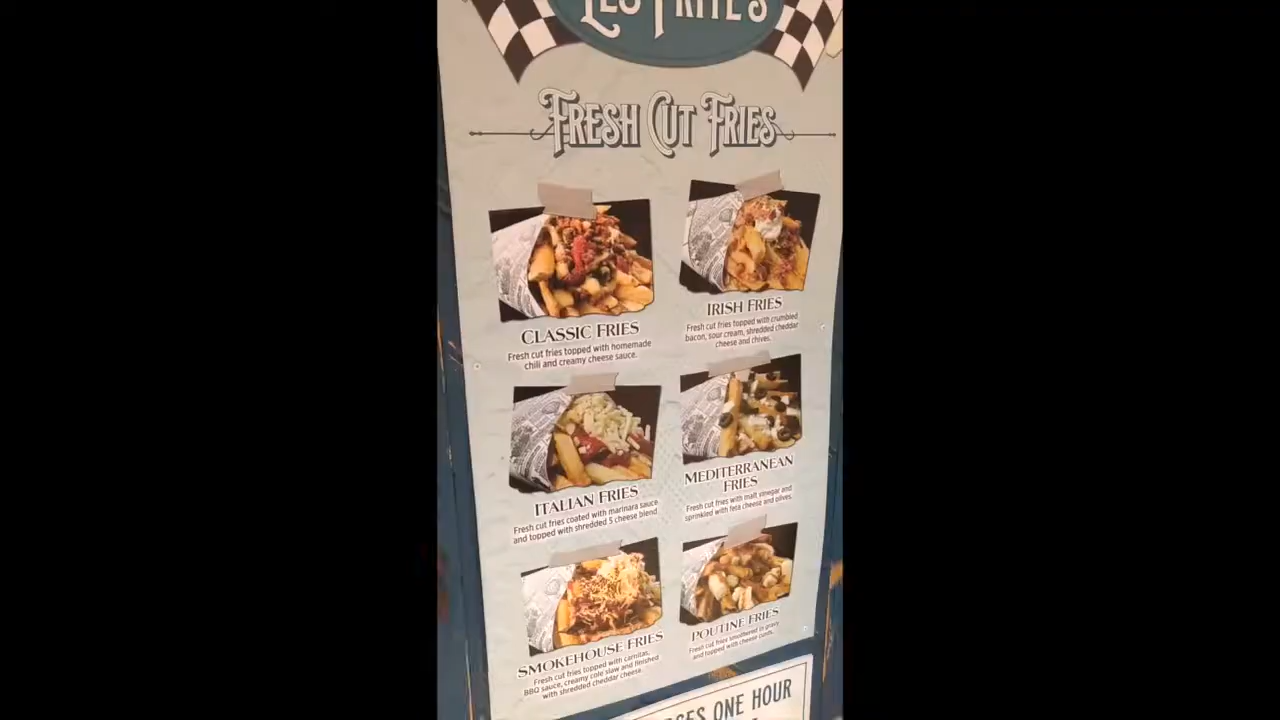 LES FRITE'S
FRESH CUT FRIES
CLASSIC FRIES
Fresh cut fries topped with homemade
chili and creamy cheese sauce.
IRISH FRIES
Fresh cut fries topped with crumbled
bacon, sour cream, shredded cheddar
cheese and chives.
ITALIAN FRIES
Fresh cut fries coated with marinara sauce
and topped with shredded 5 cheese blend
MEDITERRANEAN
FRIES
Fresh cut fries with malt vinegar and
sprinkled with feta cheese and olives.
SMOKEHOUSE FRIES
Fresh cut fries topped with carnitas,
BBQ sauce, creamy cole slaw and finished
with shredded cheddar cheese.
POUTINE FRIES
Fresh cut fries smothered in gravy
and topped with cheese curds.
ONE HOUR